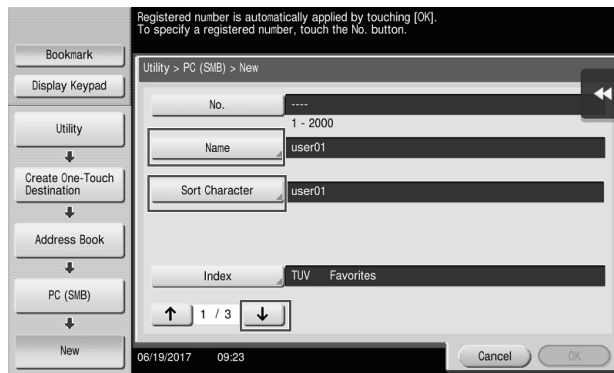 Registered number is automatically applied by touching [OK].
To specify a registered number, touch the No. button.
Bookmark
Display Keypad
Utility
Create One-Touch
Destination
Address Book
PC (SMB)
New
Utility > PC (SMB) > New
No.
----
1 - 2000
Name
user01
Sort Character
user01
Index
TUV Favorites
↑ 1 / 3 ↓
06/19/2017 09:23
Cancel
OK